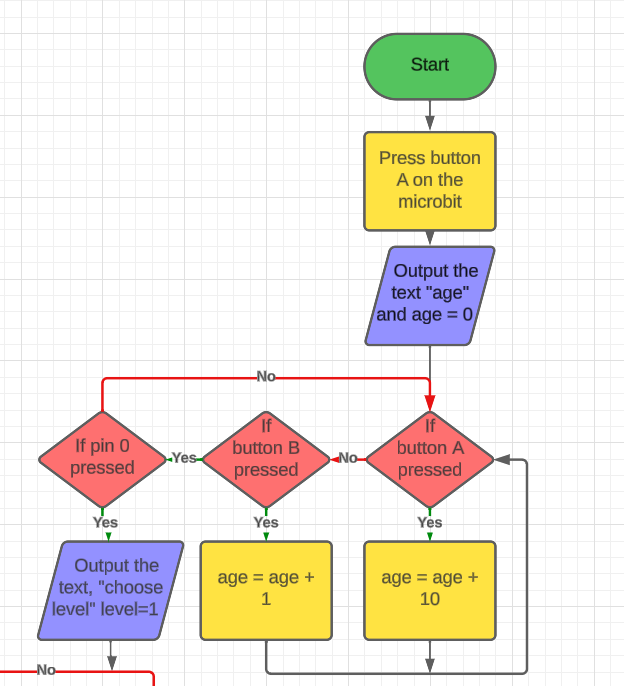 Start
Press button
A on the
microbit
Output the
text "age"
and age = 0
No
If pin 0
pressed
Yes
If
button B
pressed
No
If
button A
pressed
Yes
Yes
Yes
Output the
text, "choose
level" level=1
age = age +
1
age = age +
10
No